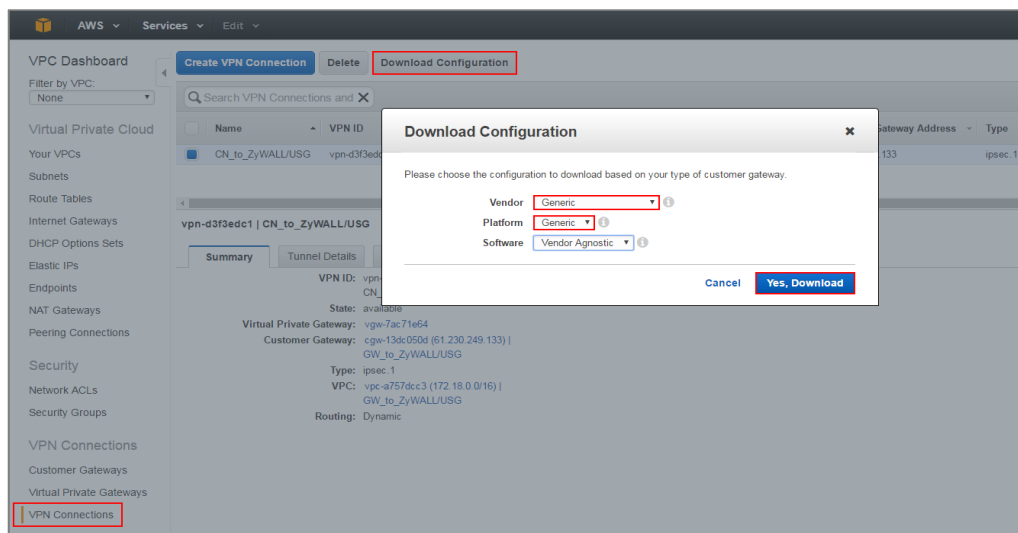 AWS Services Edit
VPC Dashboard
Filter by VPC:
None
Virtual Private Cloud
Your VPCs
Subnets
Route Tables
Internet Gateways
DHCP Options Sets
Elastic IPs
Endpoints
NAT Gateways
Peering Connections
Security
Network ACLs
Security Groups
VPN Connections
Customer Gateways
Virtual Private Gateways
VPN Connections
Create VPN Connection Delete Download Configuration
Search VPN Connections and
Name VPN ID Gateway Address Type
CN_to_ZyWALL/USG vpn-d3f3edc .133 ipsec.1
Download Configuration
Please choose the configuration to download based on your type of customer gateway.
Vendor Generic
Platform Generic
Software Vendor Agnostic
Cancel Yes, Download
vpn-d3f3edc1 | CN_to_ZyWALL/USG
Summary Tunnel Details
VPN ID: vpn-
CN_
State: available
Virtual Private Gateway: vgw-7ac71e64
Customer Gateway: cgw-13dc050d (61.230.249.133) |
GW_to_ZyWALL/USG
Type: ipsec.1
VPC: vpc-a757dcc3 (172.18.0.0/16) |
GW_to_ZyWALL/USG
Routing: Dynamic